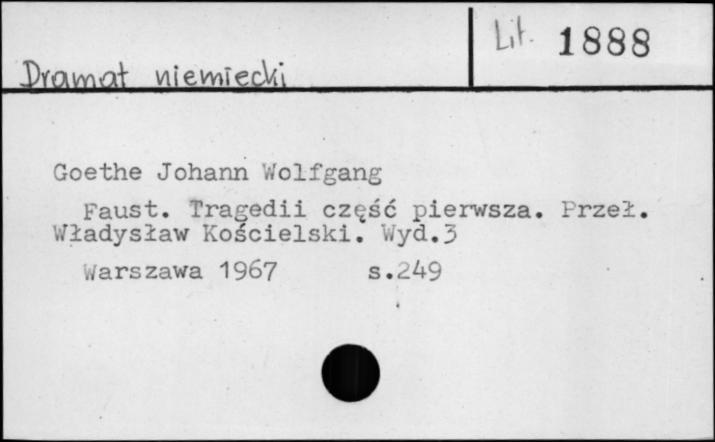 Lit. 1888
Dramat niemiecki
Goethe Johann Wolfgang
Faust. Tragedii część pierwsza. Przeł.
Władysław Kościelski. Wyd.3
Warszawa 1967 s.249